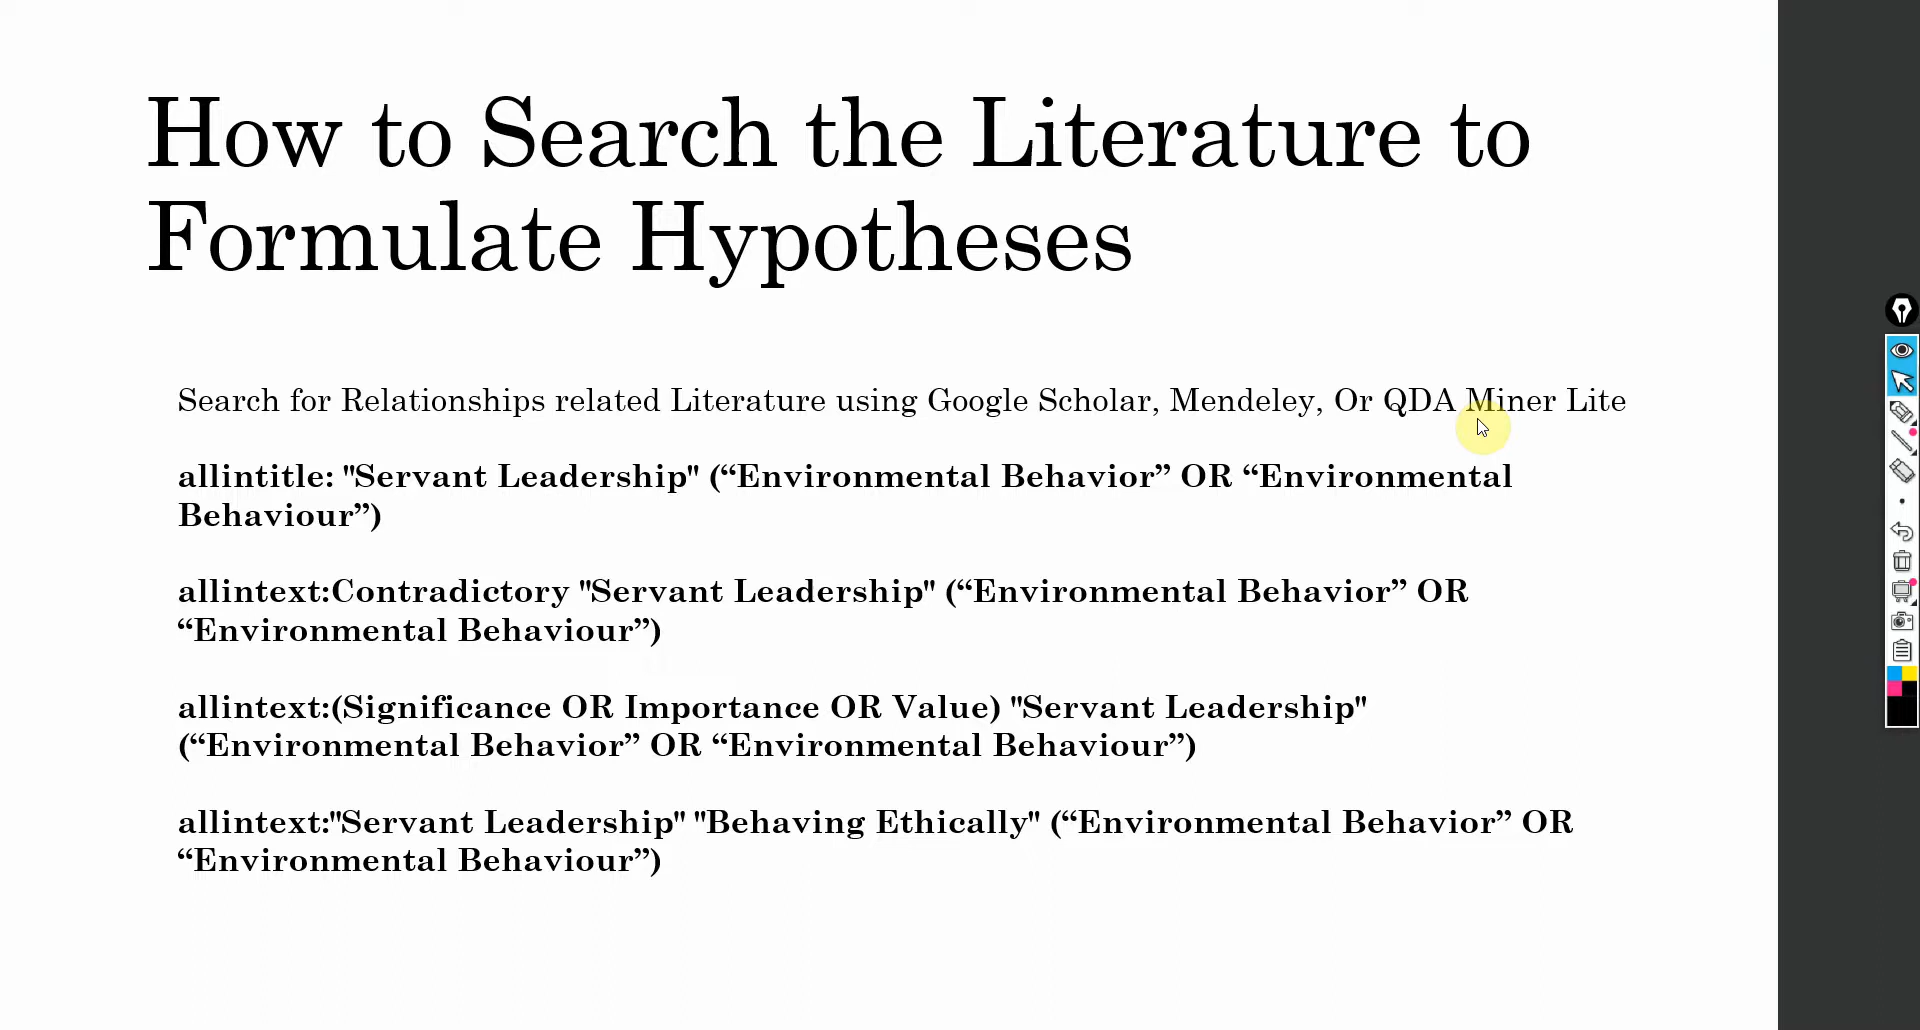 How to Search the Literature to
Formulate Hypotheses
Search for Relationships related Literature using Google Scholar, Mendeley, Or QDA Miner Lite
allintitle: "Servant Leadership" (“Environmental Behavior” OR “Environmental
Behaviour”)
allintext:Contradictory "Servant Leadership" (“Environmental Behavior” OR
“Environmental Behaviour”)
allintext:(Significance OR Importance OR Value) "Servant Leadership"
(“Environmental Behavior” OR “Environmental Behaviour”)
allintext:"Servant Leadership" "Behaving Ethically" (“Environmental Behavior” OR
“Environmental Behaviour”)